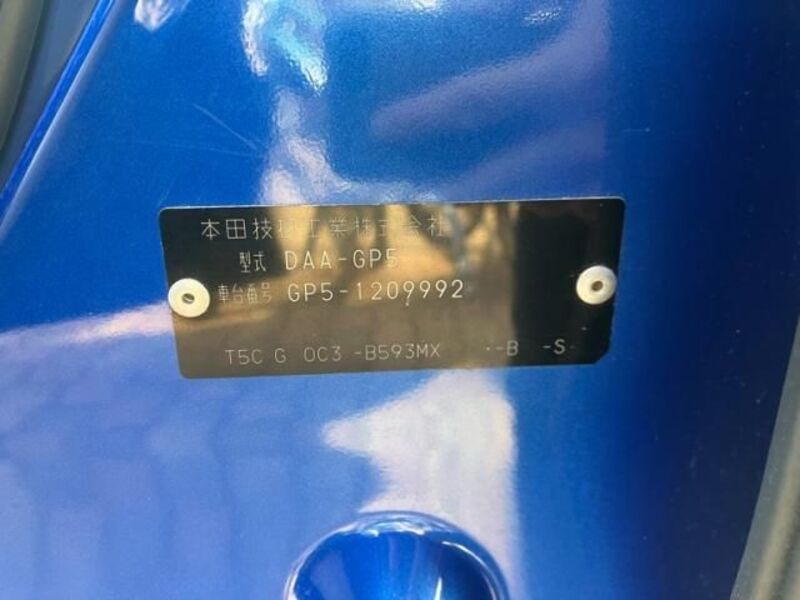 本田技研工業株式会社
型式 DAA-GP5
車台番号 GP5-1209992
T5C G 0C3 -B593MX -B -S